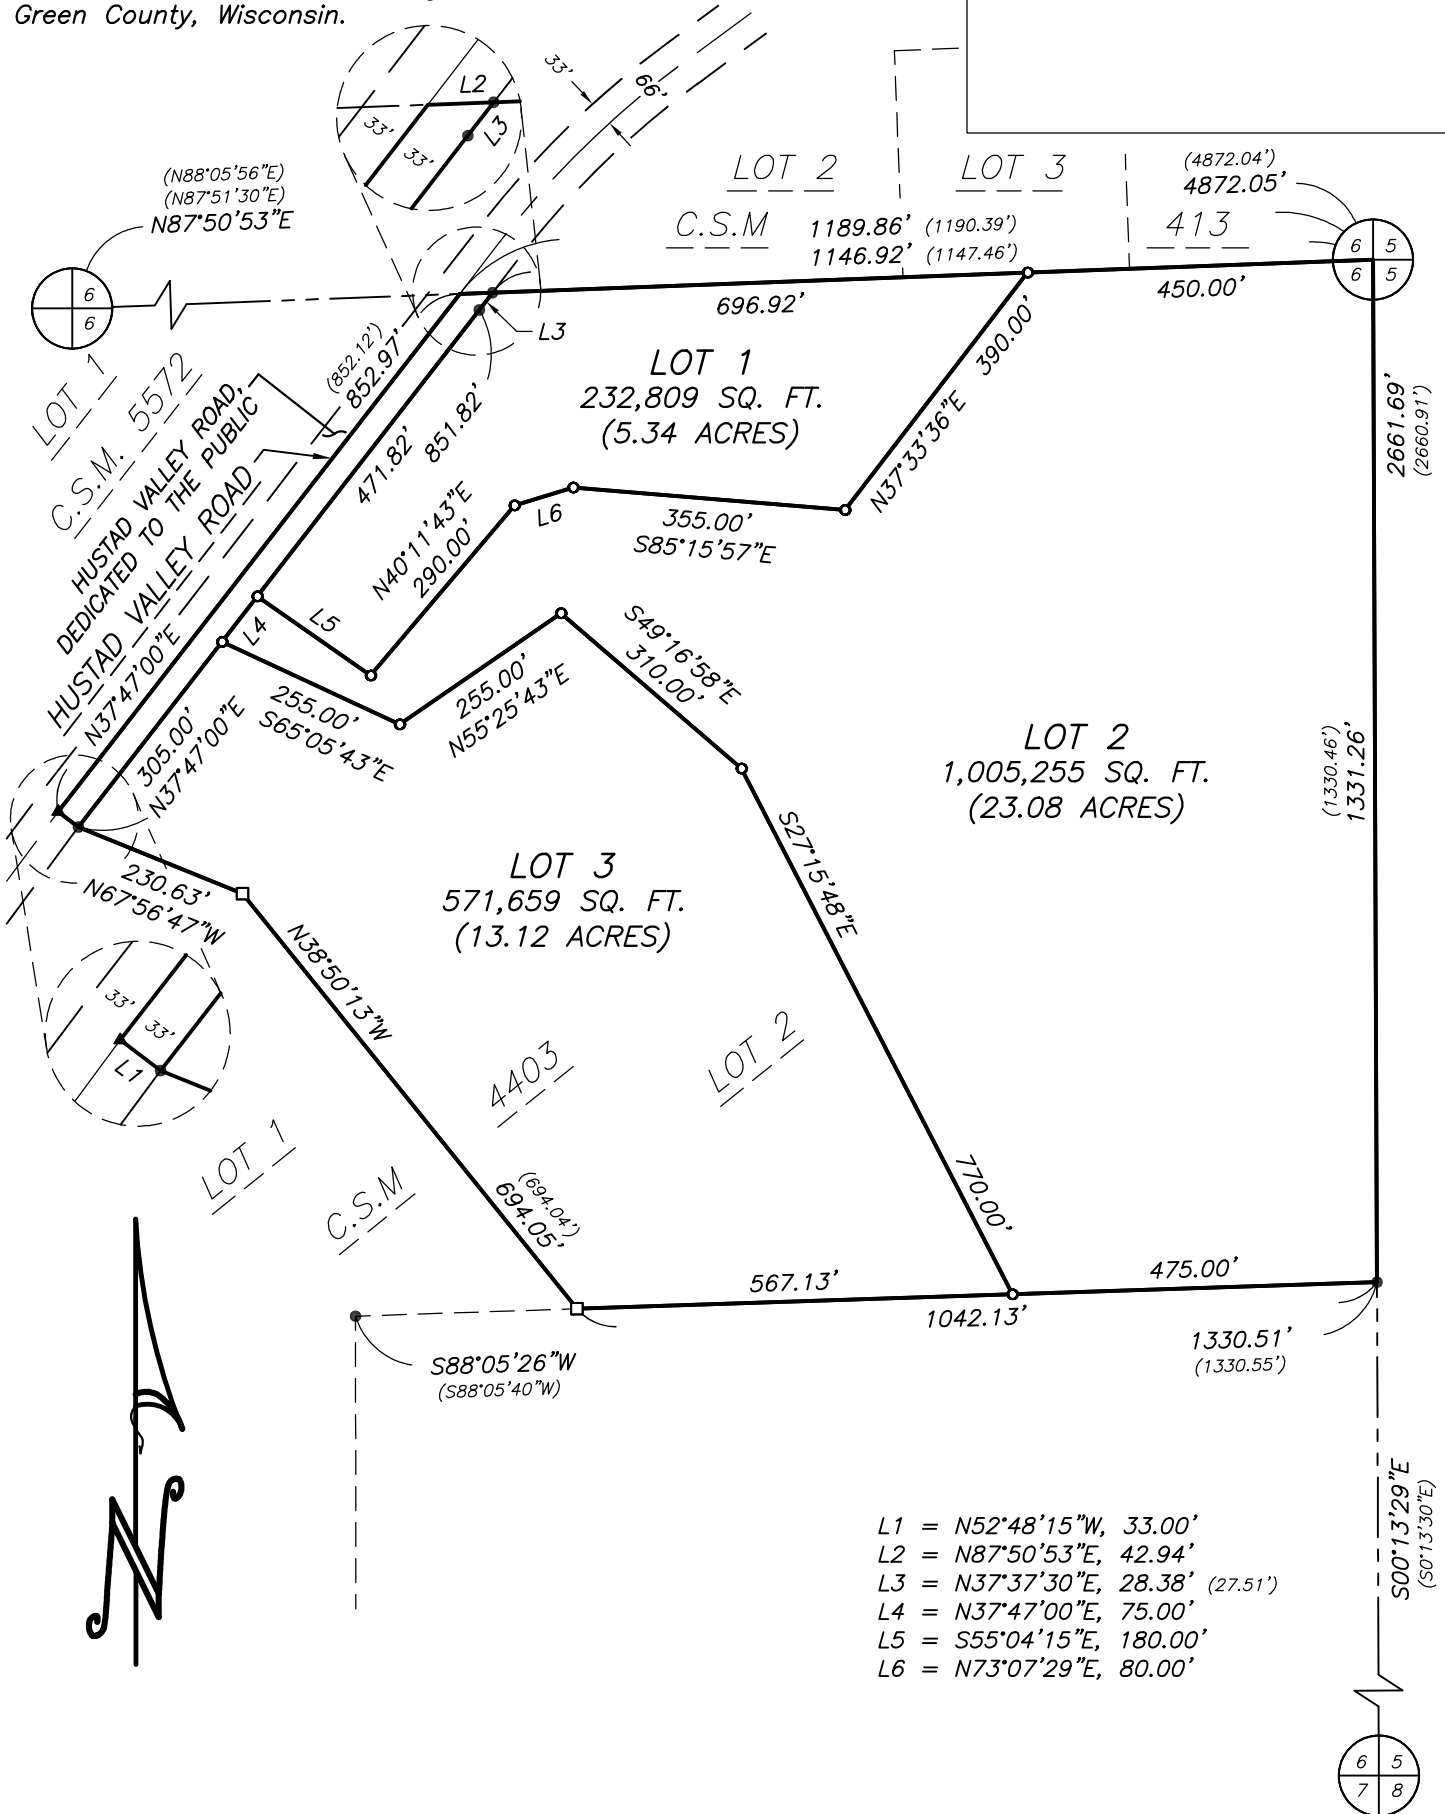 Green County, Wisconsin.
L2
33'
L3
33'
33'
66'
(N88°05'56"E)
(N87°51'30"E)
N87°50'53"E
LOT 2
LOT 3
(4872.04')
4872.05'
C.S.M
1189.86' (1190.39')
413
1146.92' (1147.46')
6
6
6 5
6 5
696.92'
450.00'
L3
LOT 1
C.S.M. 5572
(852.12')
852.97'
HUSTAD VALLEY ROAD,
DEDICATED TO THE PUBLIC
HUSTAD VALLEY ROAD
N37°47'00"E
471.82'
851.82'
LOT 1
232,809 SQ. FT.
(5.34 ACRES)
390.00'
N37°33'36"E
2661.69'
(2660.91')
N40°11'43"E
290.00'
L6
355.00'
S85°15'57"E
L5
L4
255.00'
S65°05'43"E
255.00'
N55°25'43"E
S49°16'58"E
310.00'
305.00'
N37°47'00"E
LOT 2
1,005,255 SQ. FT.
(23.08 ACRES)
(1330.46')
1331.26'
230.63'
N67°56'47"W
LOT 3
571,659 SQ. FT.
(13.12 ACRES)
S27°15'48"E
770.00'
N38°50'13"W
(694.04')
694.05'
33'
33'
L1
LOT 1
C.S.M
4403
LOT 2
567.13'
475.00'
1042.13'
1330.51'
(1330.55')
S88°05'26"W
(S88°05'40"W)
N
S00°13'29"E
(S0°13'30"E)
L1 = N52°48'15"W, 33.00'
L2 = N87°50'53"E, 42.94'
L3 = N37°37'30"E, 28.38' (27.51')
L4 = N37°47'00"E, 75.00'
L5 = S55°04'15"E, 180.00'
L6 = N73°07'29"E, 80.00'
6 5
7 8